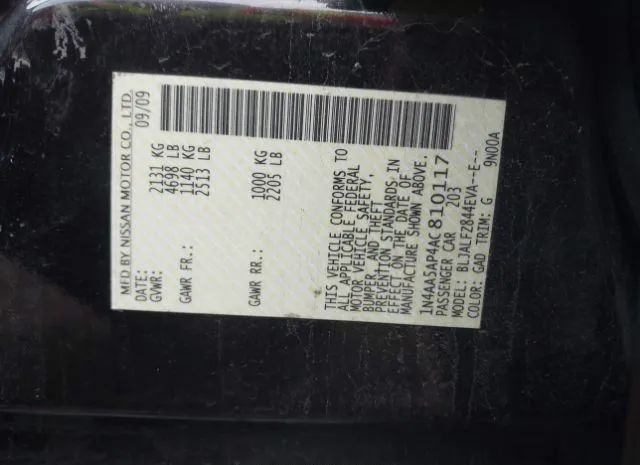 MFD BY NISSAN MOTOR CO., LTD.
09/09
GVWR: 2131 KG
4698 LB
GAWR FR.: 1140 KG
2513 LB
GAWR RR.: 1000 KG
2205 LB
THIS VEHICLE CONFORMS TO
ALL APPLICABLE FEDERAL
MOTOR VEHICLE SAFETY,
BUMPER, AND THEFT
PREVENTION STANDARDS IN
EFFECT ON THE DATE OF
MANUFACTURE SHOWN ABOVE.
1N4AA5AP4AC810117
PASSENGER CAR 203
MODEL: BLJALFZ844EVA--E--
COLOR: GAD TRIM: G 9N00A